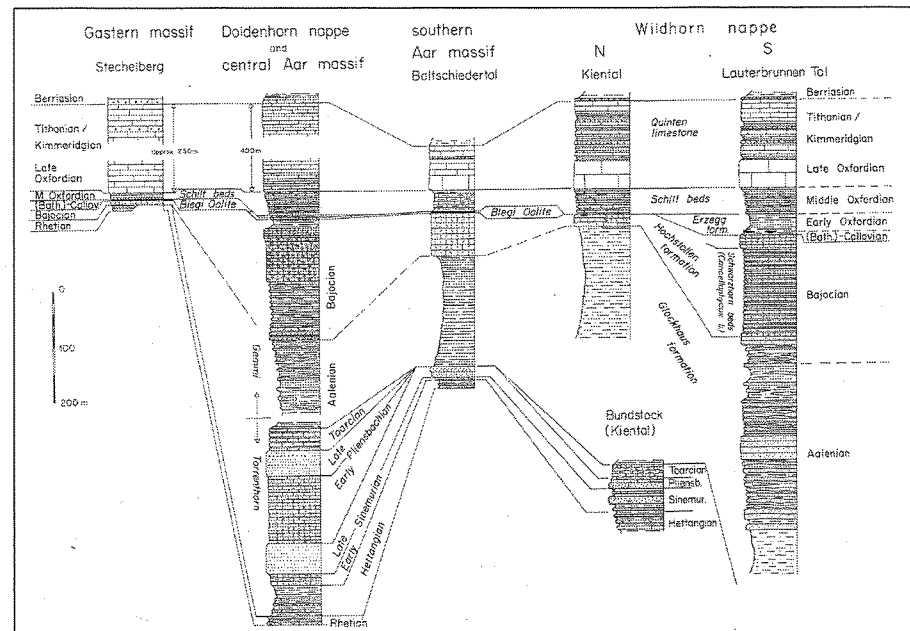 Gastern massif
Stechelberg
Doldenhorn nappe
and
central Aar massif
southern
Aar massif
Baltschiedertal
Wildhorn nappe
N
S
Kiental
Lauterbrunnen Tal
Berriasian
Tithonian /
Kimmeridgian
Late
Oxfordian
M Oxfordian
(Bath.)-Callov.
Bajocian
Rhetian
approx. 250m
400m
Schilt beds
Blegi Oolite
Blegi Oolite
Quinten
limestone
Schilt beds
Erzegg
form.
Hochstollen
formation
Schwarzhorn beds
(Cancellophycus b.)
Glockhaus formation
Berriasian
Tithonian /
Kimmeridgian
Late Oxfordian
Middle Oxfordian
Early Oxfordian
(Bath.)-Callovian
Bajocian
Aalenian
0
100
200 m
Gemmi
Torrenhorn
Bajocian
Aalenian
Toarcian
Late
Early
Pliensbachian
Late
Early
Sinemurian
Hettangian
Rhetian
Bundstock
(Kiental)
Toarcian
Pliensb.
Sinemur.
Hettangian